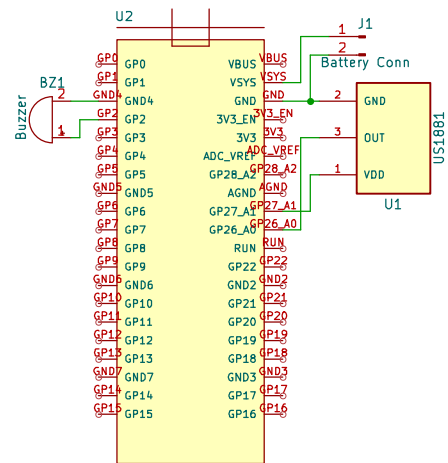 U2
J1
1
2
Battery Conn
BZ1
Buzzer
2
1
+
GP0 GP0 VBUS VBUS
GP1 GP1 VSYS VSYS
GND4 GND4 GND GND
GP2 GP2 3V3_EN 3V3_EN
GP3 GP3 3V3 3V3
GP4 GP4 ADC_VREF ADC_VREF
GP5 GP5 GP28_A2 GP28_A2
GND5 GND5 AGND AGND
GP6 GP6 GP27_A1 GP27_A1
GP7 GP7 GP26_A0 GP26_A0
GP8 GP8 RUN RUN
GP9 GP9 GP22 GP22
GND6 GND6 GND2 GND2
GP10 GP10 GP21 GP21
GP11 GP11 GP20 GP20
GP12 GP12 GP19 GP19
GP13 GP13 GP18 GP18
GND7 GND7 GND3 GND3
GP14 GP14 GP17 GP17
GP15 GP15 GP16 GP16
2 GND
3 OUT
1 VDD
US1881
U1